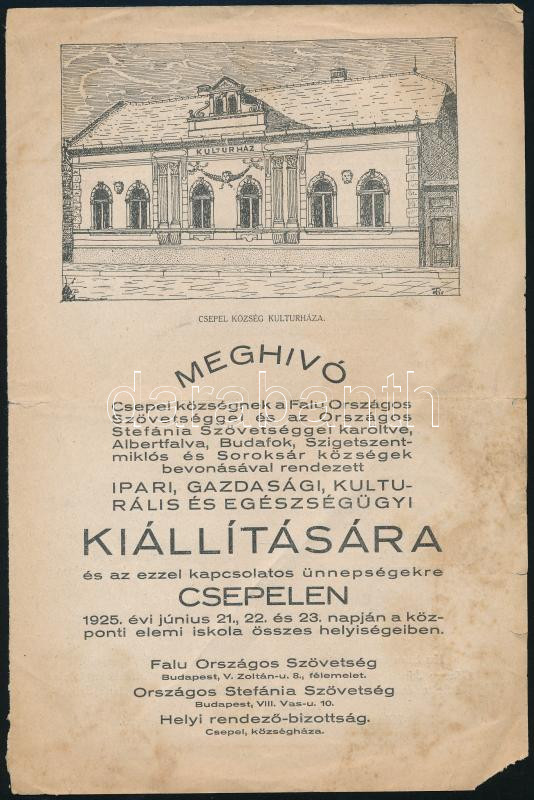 KULTURHÁZ
CSEPEL KÖZSÉG KULTURHÁZA.
MEGHIVÓ
Csepel községnek a Falu Országos
Szövetséggel és az Országos
Stefánia Szövetséggel karöltve,
Albertfalva, Budafok, Szigetszent-
miklós és Soroksár községek
bevonásával rendezett
IPARI, GAZDASÁGI, KULTU-
RÁLIS ÉS EGÉSZSÉGÜGYI
KIÁLLÍTÁSÁRA
és az ezzel kapcsolatos ünnepségekre
CSEPELEN
1925. évi június 21., 22. és 23. napján a köz-
ponti elemi iskola összes helyiségeiben.
Falu Országos Szövetség
Budapest, V. Zoltán-u. 8., félemelet.
Országos Stefánia Szövetség
Budapest, VIII. Vas-u. 10.
Helyi rendező-bizottság.
Csepel, községháza.
darabanth